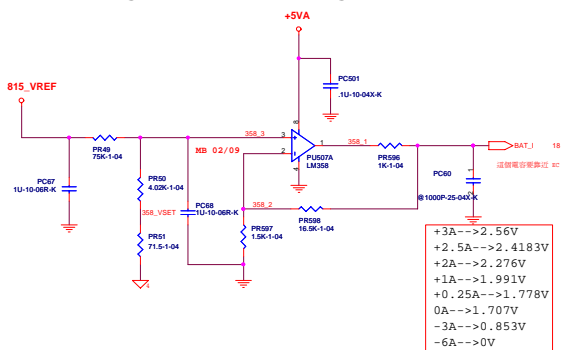 +5VA
PC501
.1U-10-04X-K
815_VREF
8
358_3
3
1
358_1
PR49
75K-1-04
MB 02/09
2
PU507A
LM358
4
PR596
1K-1-04
BAT_I 18
PC67
1U-10-06R-K
PR50
4.02K-1-04
PC60
1
@1000P-25-04X-K
2
358_VSET
PC68
1U-10-06R-K
358_2
PR598
16.5K-1-04
PR51
71.5-1-04
PR597
1.5K-1-04
+3A-->2.56V
+2.5A-->2.4183V
+2A-->2.276V
+1A-->1.991V
+0.25A-->1.778V
0A-->1.707V
-3A-->0.853V
-6A-->0V